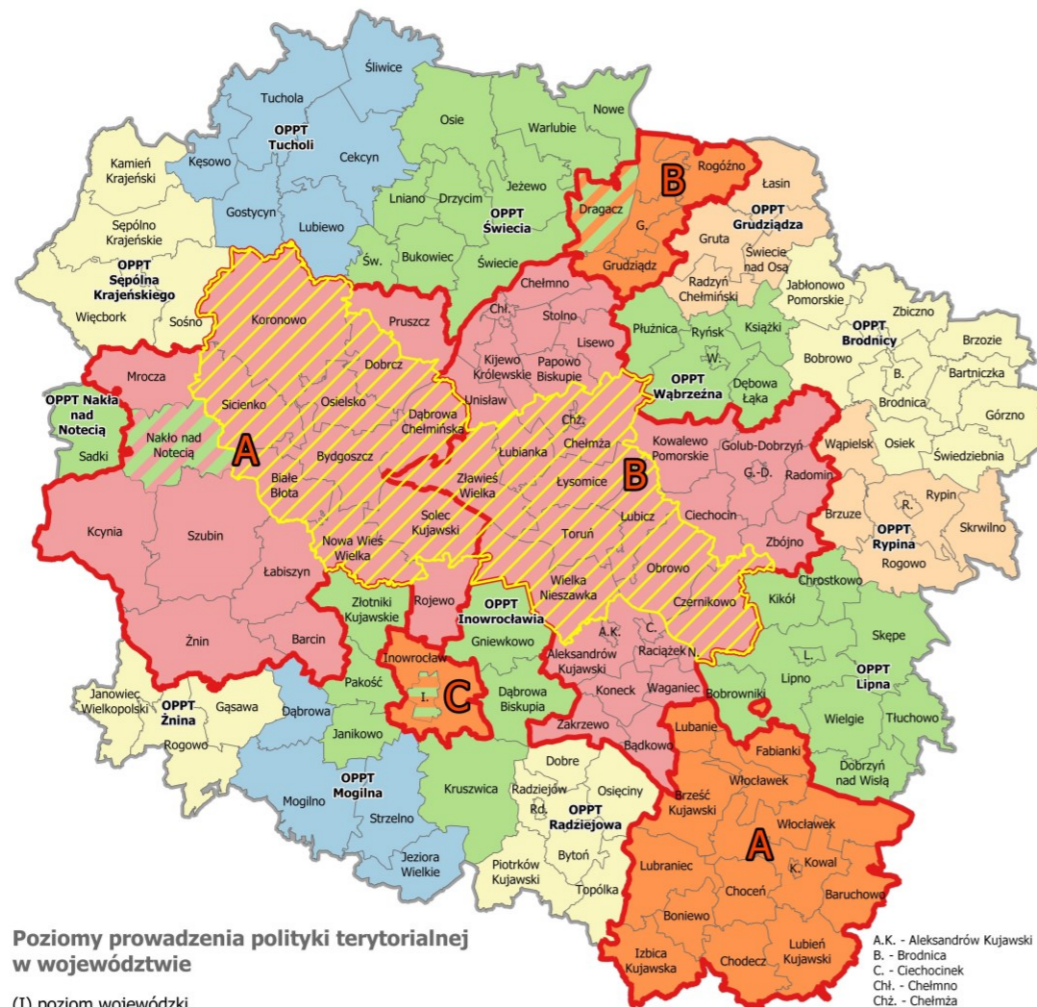 Śliwice
Tuchola
OPPT
Tucholi
Kęsowo
Cekcyn
Gostycyn
Lubiewo
Osie
Warlubie
Nowe
Lniano
Drzycim
Jeżewo
OPPT
Świecia
Św.
Bukowiec
Świecie
Dragacz
B
Rogóźno
G.
Grudziądz
Łasin
OPPT
Grudziądza
Gruta
Świecie
nad Osą
Radzyń
Chełmiński
Kamień
Krajeński
Sępólno
Krajeńskie
OPPT
Sępólna
Krajeńskiego
Więcbork
Sośno
Koronowo
Pruszcz
Dobrcz
Chełmno
Chł.
Stolno
Lisewo
Kijewo
Królewskie
Papowo
Biskupie
Unisław
Płużnica
Ryńsk
Książki
W.
OPPT
Wąbrzeźna
Dębowa
Łąka
Jabłonowo
Pomorskie
Zbiczno
OPPT
Brodnicy
Brzozie
Bobrowo
B.
Bartniczka
Brodnica
Górzno
Osiek
Świedziebnia
Mrocza
OPPT Nakła
nad
Notecią
Sadki
Nakło nad
Notecią
A
Sicienko
Osielsko
Dąbrowa
Chełmińska
Bydgoszcz
Białe
Błota
Solec
Kujawski
Nowa Wieś
Wielka
Chż.
Chełmża
Łubianka
B
Zławieś
Wielka
Łysomice
Lubicz
Toruń
Obrowo
Wielka
Nieszawka
Czernikowo
Kowalewo
Pomorskie
Golub-Dobrzyń
G.-D.
Radomin
Ciechocin
Zbójno
Wąpielsk
R.
Rypin
Brzuze
OPPT
Rypina
Skrwilno
Rogowo
Kcynia
Szubin
Łabiszyn
Żnin
Barcin
Złotniki
Kujawskie
Rojewo
OPPT
Inowrocławia
Gniewkowo
Inowrocław
I.
C
Pakość
Dąbrowa
Biskupia
Janikowo
Kruszwica
A.K.
C.
Aleksandrów
Kujawski
Raciążek
N.
Koneck
Waganiec
Zakrzewo
Bądkowo
Chrostkowo
Kikół
Skępe
L.
Lipno
OPPT
Lipna
Bobrowniki
Wielgie
Tłuchowo
Dobrzyń
nad Wisłą
Janowiec
Wielkopolski
OPPT
Żnina
Gąsawa
Rogowo
Dąbrowa
OPPT
Mogilna
Mogilno
Strzelno
Jeziora
Wielkie
Dobre
Radziejów
Rd.
Osięciny
OPPT
Radziejowa
Bytoń
Piotrków
Kujawski
Topólka
Lubanie
Fabianki
Włocławek
Brześć
Kujawski
Włocławek
A
K.
Kowal
Lubraniec
Choceń
Baruchowo
Boniewo
Izbica
Kujawska
Chodecz
Lubień
Kujawski
Poziomy prowadzenia polityki terytorialnej
w województwie
(I) poziom wojewódzki
A.K. - Aleksandrów Kujawski
B. - Brodnica
C. - Ciechocinek
Chł. - Chełmno
Chż. - Chełmża